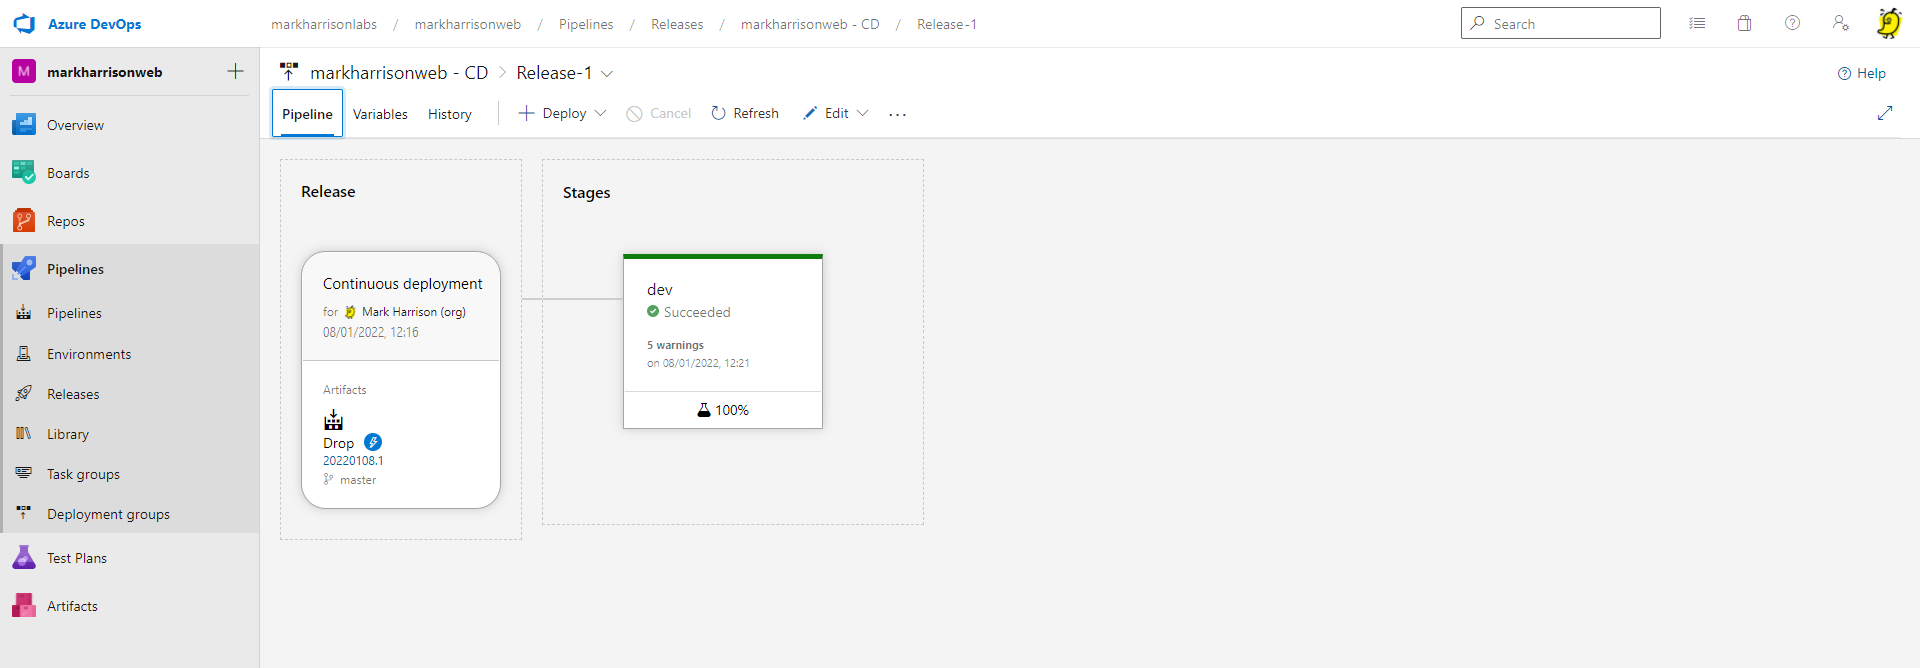 Azure DevOps
markharrisonlabs / markharrisonweb / Pipelines / Releases / markharrisonweb - CD / Release-1
Search
M markharrisonweb
Overview
Boards
Repos
Pipelines
Pipelines
Environments
Releases
Library
Task groups
Deployment groups
Test Plans
Artifacts
markharrisonweb - CD > Release-1
Help
Pipeline Variables History Deploy Cancel Refresh Edit ...
Release
Continuous deployment
for Mark Harrison (org)
08/01/2022, 12:16
Artifacts
Drop
20220108.1
master
Stages
dev
Succeeded
5 warnings
on 08/01/2022, 12:21
100%